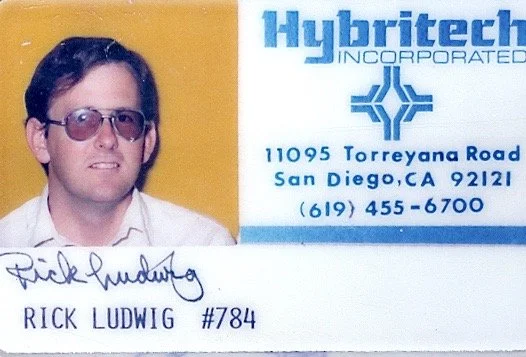 Hybritech
INCORPORATED
11095 Torreyana Road
San Diego, CA 92121
(619) 455-6700
Rick Ludwig
RICK LUDWIG #784